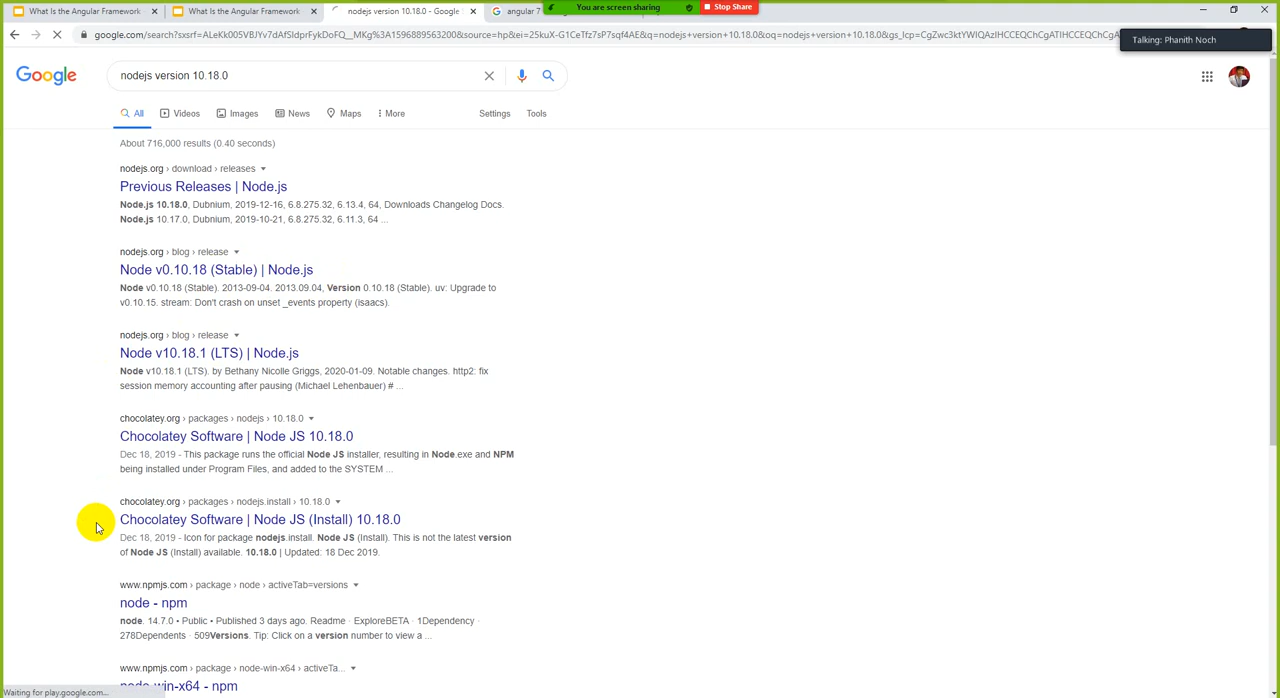 What Is the Angular Framework
What Is the Angular Framework
nodejs version 10.18.0 - Google
angular 7
You are screen sharing
Stop Share
Talking: Phanith Noch
Google
nodejs version 10.18.0
All
Videos
Images
News
Maps
More
Settings
Tools
About 716,000 results (0.40 seconds)
nodejs.org › download › releases
Previous Releases | Node.js
Node.js 10.18.0, Dubnium, 2019-12-16, 6.8.275.32, 6.13.4, 64, Downloads Changelog Docs.
Node.js 10.17.0, Dubnium, 2019-10-21, 6.8.275.32, 6.11.3, 64 ...
nodejs.org › blog › release
Node v0.10.18 (Stable) | Node.js
Node v0.10.18 (Stable). 2013-09-04. 2013.09.04, Version 0.10.18 (Stable). uv: Upgrade to
v0.10.15. stream: Don't crash on unset _events property (isaacs).
nodejs.org › blog › release
Node v10.18.1 (LTS) | Node.js
Node v10.18.1 (LTS). by Bethany Nicolle Griggs, 2020-01-09. Notable changes. http2: fix
session memory accounting after pausing (Michael Lehenbauer) # ...
chocolatey.org › packages › nodejs › 10.18.0
Chocolatey Software | Node JS 10.18.0
Dec 18, 2019 - This package runs the official Node JS installer, resulting in Node.exe and NPM
being installed under Program Files, and added to the SYSTEM ...
chocolatey.org › packages › nodejs.install › 10.18.0
Chocolatey Software | Node JS (Install) 10.18.0
Dec 18, 2019 - Icon for package nodejs.install. Node JS (Install). This is not the latest version
of Node JS (Install) available. 10.18.0 | Updated: 18 Dec 2019.
www.npmjs.com › package › node › activeTab=versions
node - npm
node. 14.7.0 • Public • Published 3 days ago. Readme · ExploreBETA · 1Dependency ·
278Dependents · 509Versions. Tip: Click on a version number to view a ...
www.npmjs.com › package › node-win-x64 › activeTa...
node-win-x64 - npm
Waiting for play.google.com...